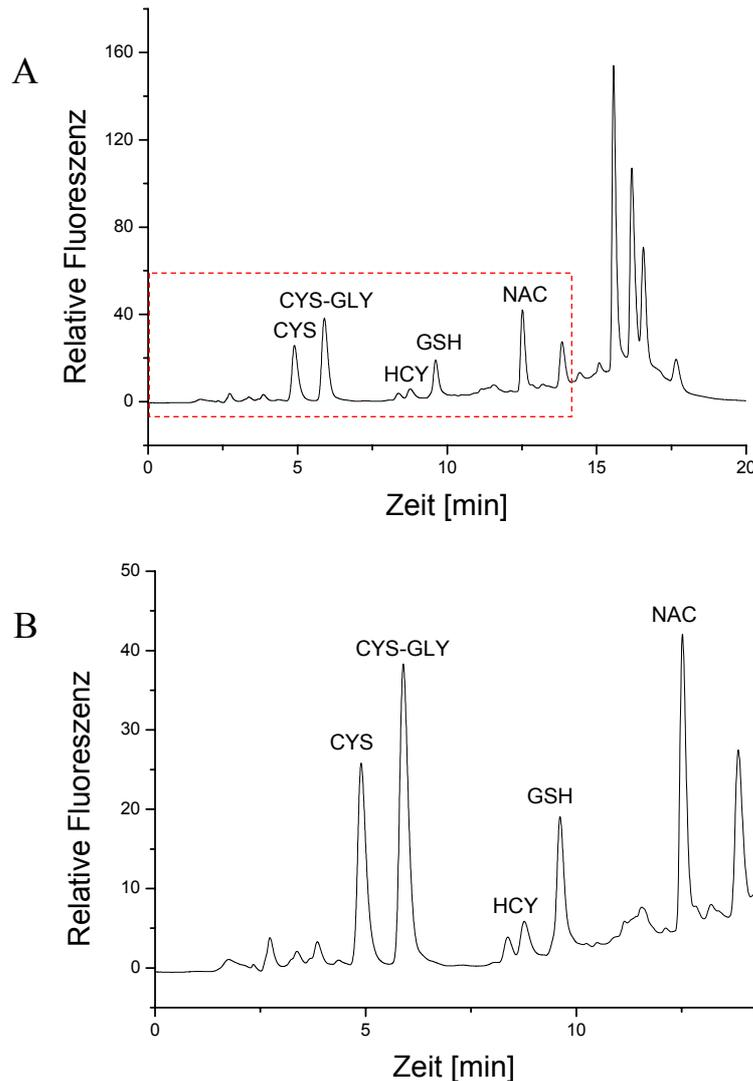 A
Relative Fluoreszenz
160
120
80
40
0
CYS-GLY
CYS
HCY
GSH
NAC
0 5 10 15 20
Zeit [min]
B
Relative Fluoreszenz
50
40
30
20
10
0
NAC
CYS-GLY
CYS
GSH
HCY
0 5 10
Zeit [min]